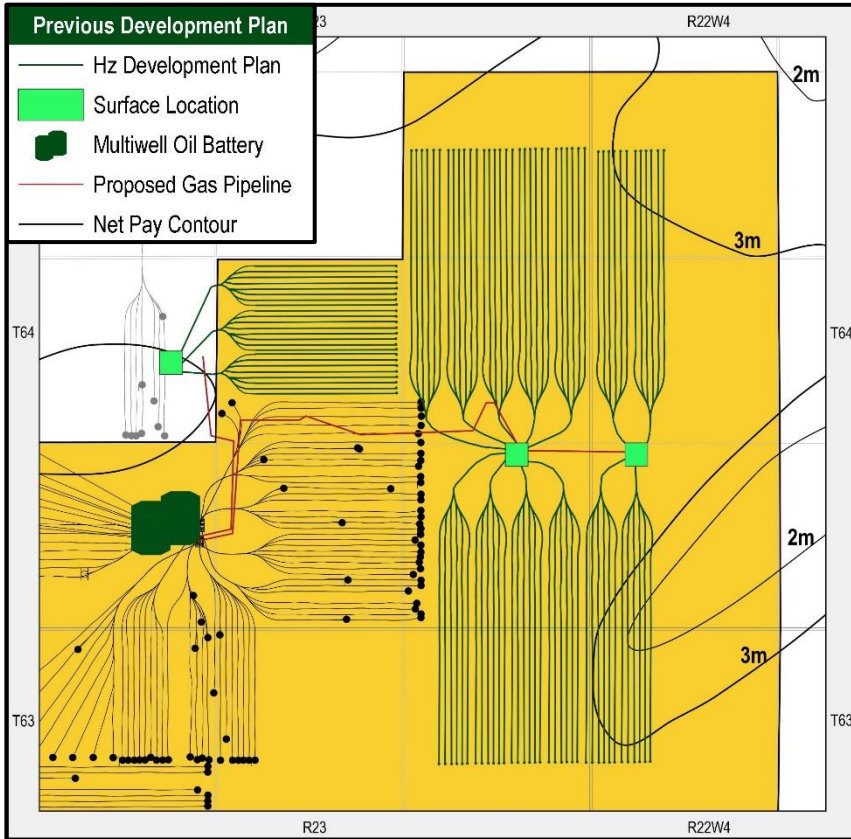 Previous Development Plan
Hz Development Plan
Surface Location
Multiwell Oil Battery
Proposed Gas Pipeline
Net Pay Contour
23
R22W4
2m
3m
T64
T64
2m
3m
T63
T63
R23
R22W4